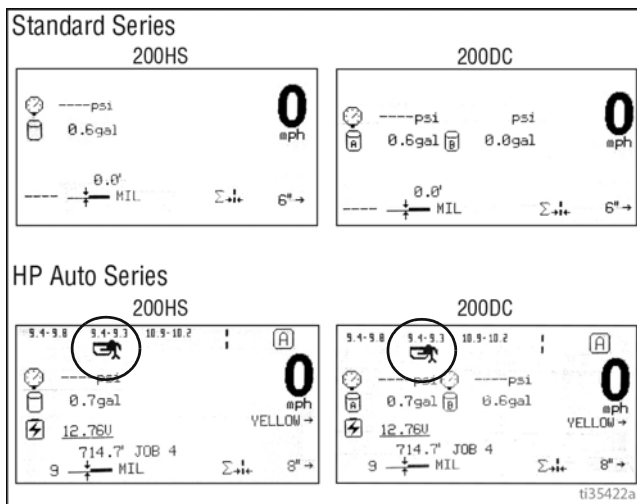 Standard Series
200HS
----psi
0.6gal
0
mph
0.0'
---- MIL
Σ
6"→
200DC
----psi psi
A 0.6gal B 0.0gal
0
mph
0.0'
---- MIL
Σ
6"→
HP Auto Series
200HS
9.4-9.8 9.4-9.3 10.9-10.2
A
----psi
0.7gal
0
mph
YELLOW→
12.76V
714.7' JOB 4
9 MIL
Σ
8"→
200DC
9.4-9.8 9.4-9.3 10.9-10.2
A
----psi ----psi
A 0.7gal B 0.6gal
0
mph
YELLOW→
12.76V
714.7' JOB 4
9 MIL
Σ
8"→
ti35422a